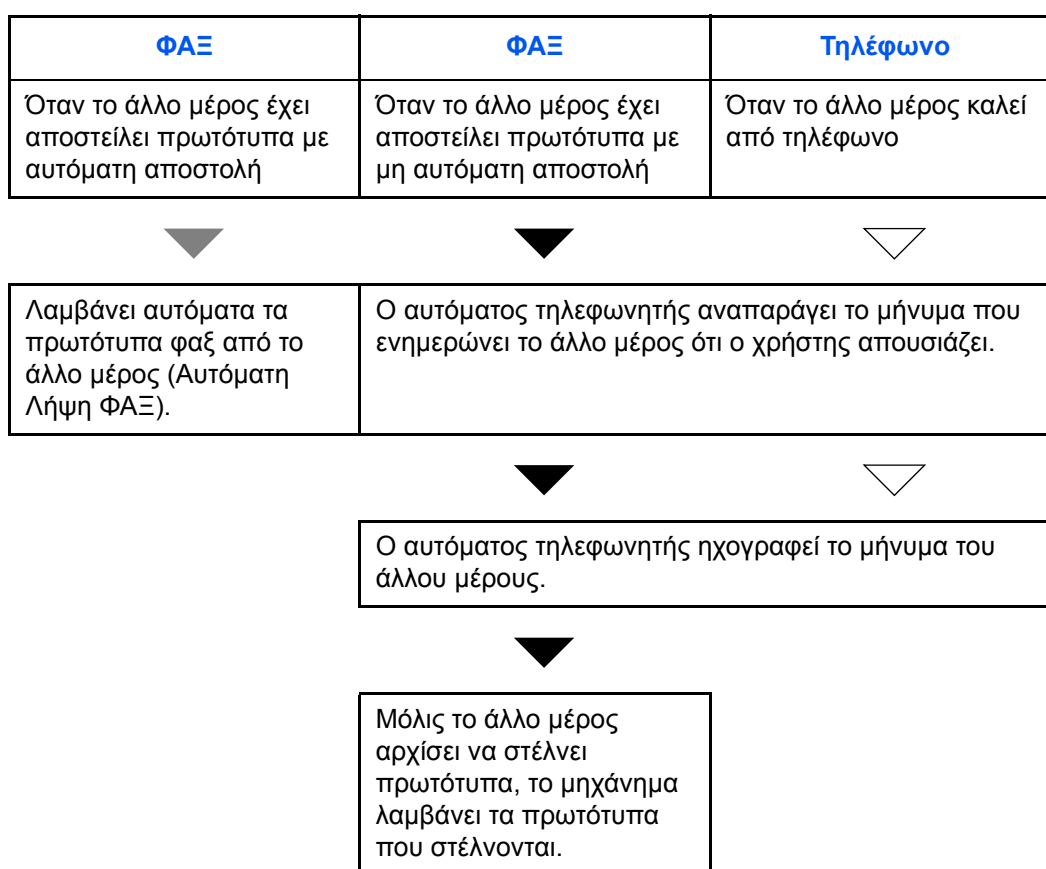 ΦΑΞ
ΦΑΞ
Τηλέφωνο
Όταν το άλλο μέρος έχει
αποστείλει πρωτότυπα με
αυτόματη αποστολή
Όταν το άλλο μέρος έχει
αποστείλει πρωτότυπα με
μη αυτόματη αποστολή
Όταν το άλλο μέρος καλεί
από τηλέφωνο
Λαμβάνει αυτόματα τα
πρωτότυπα φαξ από το
άλλο μέρος (Αυτόματη
Λήψη ΦΑΞ).
Ο αυτόματος τηλεφωνητής αναπαράγει το μήνυμα που
ενημερώνει το άλλο μέρος ότι ο χρήστης απουσιάζει.
Ο αυτόματος τηλεφωνητής ηχογραφεί το μήνυμα του
άλλου μέρους.
Μόλις το άλλο μέρος
αρχίσει να στέλνει
πρωτότυπα, το μηχάνημα
λαμβάνει τα πρωτότυπα
που στέλνονται.